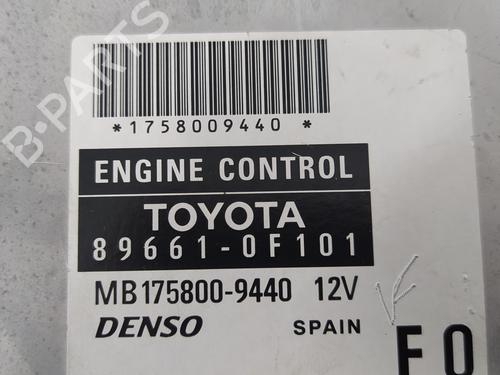 *1758009440*
ENGINE CONTROL
TOYOTA
89661-0F101
MB175800-9440 12V
DENSO SPAIN
F0
B-PARTS